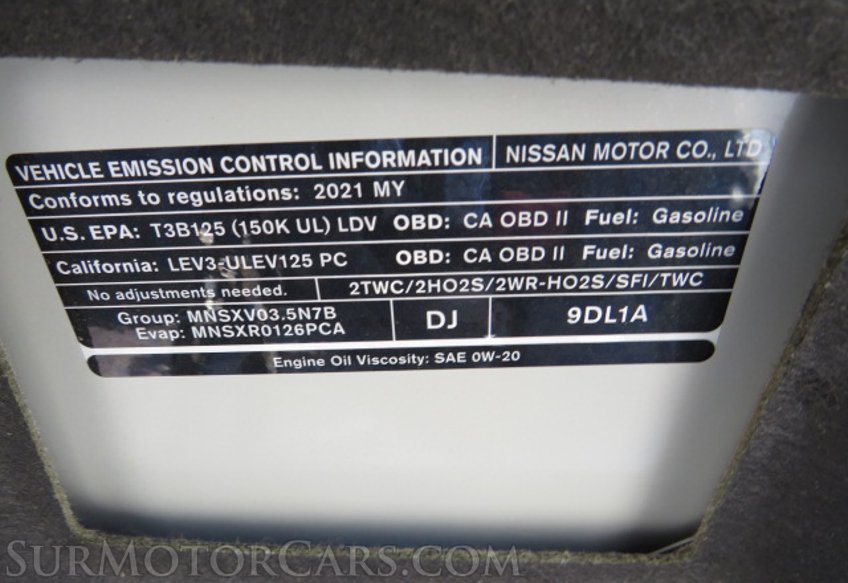 VEHICLE EMISSION CONTROL INFORMATION NISSAN MOTOR CO., LTD
Conforms to regulations: 2021 MY
U.S. EPA: T3B125 (150K UL) LDV OBD: CA OBD II Fuel: Gasoline
California: LEV3-ULEV125 PC OBD: CA OBD II Fuel: Gasoline
No adjustments needed. 2TWC/2HO2S/2WR-HO2S/SFI/TWC
Group: MNSXV03.5N7B
Evap: MNSXR0126PCA
DJ
9DL1A
Engine Oil Viscosity: SAE 0W-20
SurMotorCars.com